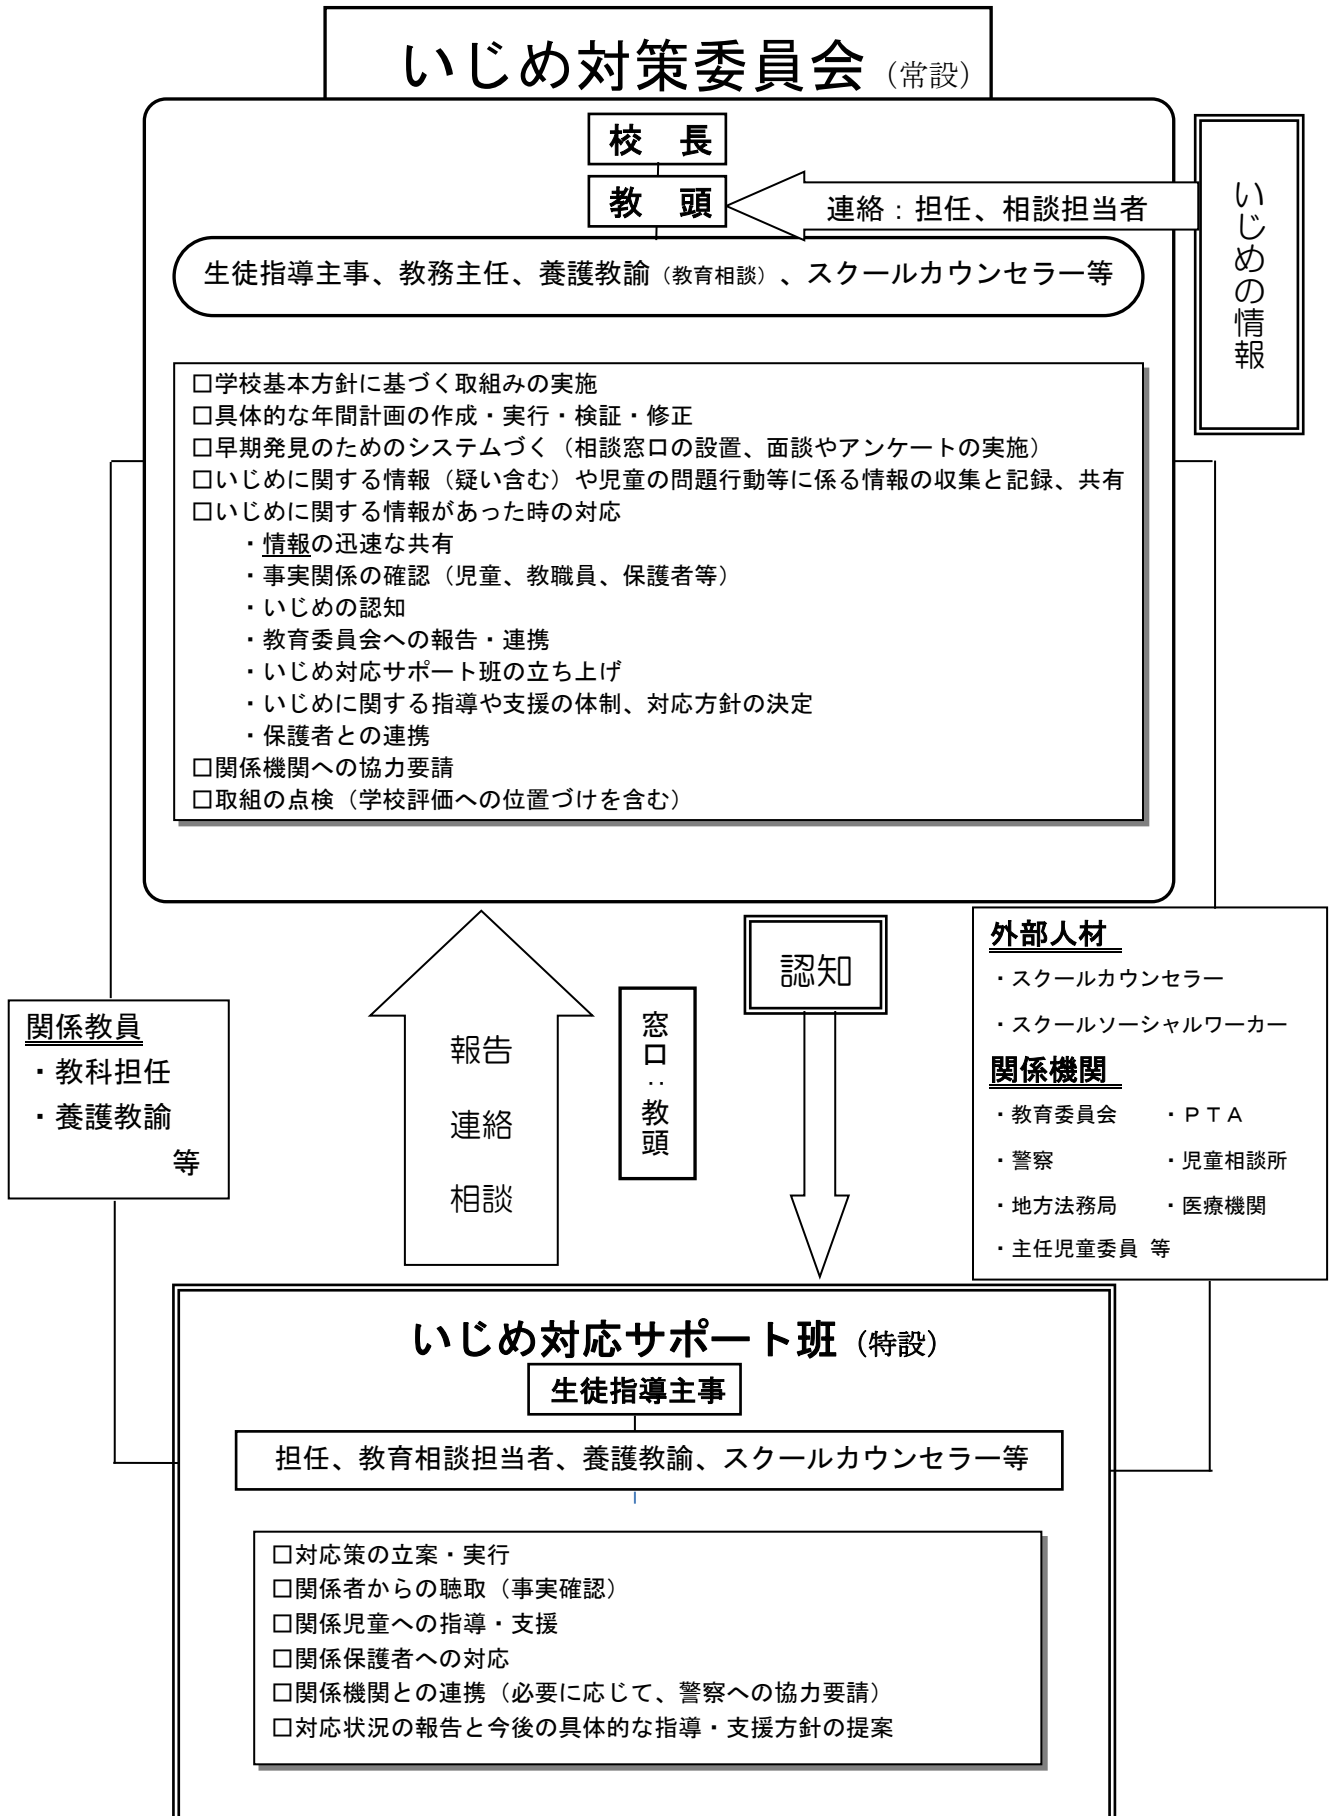 いじめ対策委員会（常設）
校　長
教　頭
連絡：担任、相談担当者
いじめの情報
生徒指導主事、教務主任、養護教諭（教育相談）、スクールカウンセラー等
□学校基本方針に基づく取組みの実施
□具体的な年間計画の作成・実行・検証・修正
□早期発見のためのシステムづく（相談窓口の設置、面談やアンケートの実施）
□いじめに関する情報（疑い含む）や児童の問題行動等に係る情報の収集と記録、共有
□いじめに関する情報があった時の対応
・情報の迅速な共有
・事実関係の確認（児童、教職員、保護者等）
・いじめの認知
・教育委員会への報告・連携
・いじめ対応サポート班の立ち上げ
・いじめに関する指導や支援の体制、対応方針の決定
・保護者との連携
□関係機関への協力要請
□取組の点検（学校評価への位置づけを含む）
関係教員
・教科担任
・養護教諭
等
報告
連絡
相談
窓口：教頭
認知
外部人材
・スクールカウンセラー
・スクールソーシャルワーカー
関係機関
・教育委員会　・ＰＴＡ
・警察　・児童相談所
・地方法務局　・医療機関
・主任児童委員 等
いじめ対応サポート班（特設）
生徒指導主事
担任、教育相談担当者、養護教諭、スクールカウンセラー等
□対応策の立案・実行
□関係者からの聴取（事実確認）
□関係児童への指導・支援
□関係保護者への対応
□関係機関との連携（必要に応じて、警察への協力要請）
□対応状況の報告と今後の具体的な指導・支援方針の提案